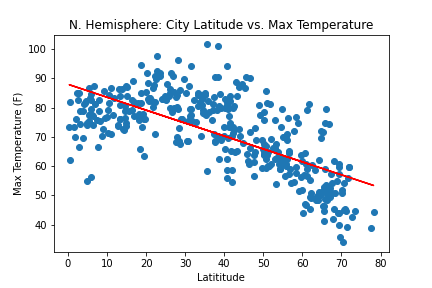 N. Hemisphere: City Latitude vs. Max Temperature
100
90
80
70
60
50
40
Max Temperature (F)
0 10 20 30 40 50 60 70 80
Latititude